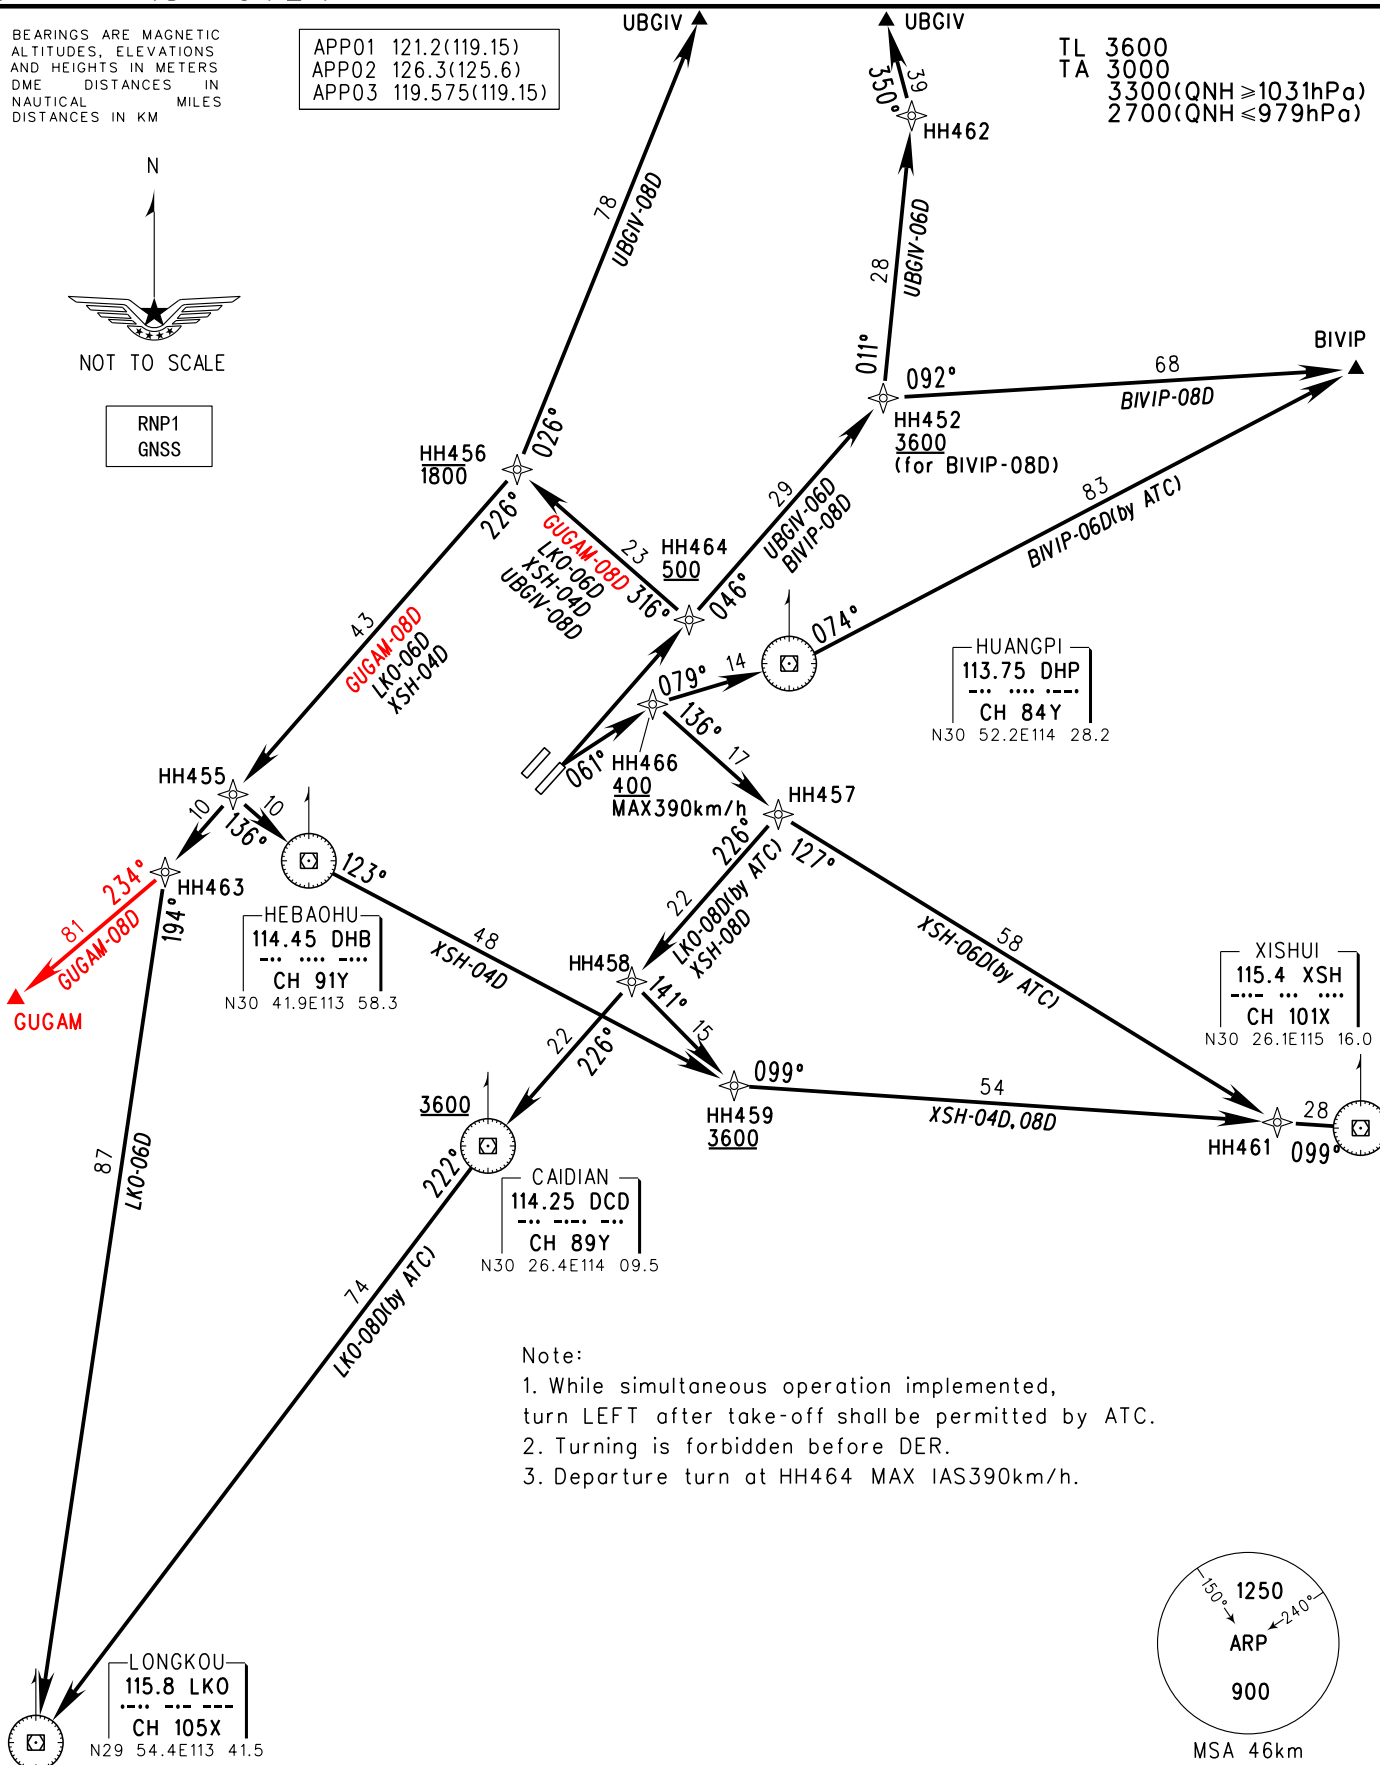 BEARINGS ARE MAGNETIC
ALTITUDES, ELEVATIONS
AND HEIGHTS IN METERS
DME DISTANCES IN
NAUTICAL MILES
DISTANCES IN KM
APP01 121.2(119.15)
APP02 126.3(125.6)
APP03 119.575(119.15)
UBGIV
UBGIV
TL 3600
TA 3000
3300(QNH ≥1031hPa)
2700(QNH ≤979hPa)
N
NOT TO SCALE
RNP1
GNSS
39
350°
HH462
78
UBGIV-08D
28
UBGIV-06D
011°
092°
68
BIVIP-08D
BIVIP
HH452
3600
(for BIVIP-08D)
HH456
1800
026°
226°
29
UBGIV-06D
BIVIP-08D
83
BIVIP-06D(by ATC)
GUGAM-08D
LKO-06D
XSH-04D
UBGIV-08D
23
316°
HH464
500
046°
074°
43
GUGAM-08D
LKO-06D
XSH-04D
HUANGPI
113.75 DHP
-·· ···· ·--·
CH 84Y
N30 52.2E114 28.2
079°
14
136°
17
061°
HH466
400
MAX390km/h
HH455
10
10
136°
HH457
226°
127°
234°
HH463
194°
81
GUGAM-08D
GUGAM
123°
HEBAOHU
114.45 DHB
-·· ···· -···
CH 91Y
N30 41.9E113 58.3
48
XSH-04D
22
LKO-08D(by ATC)
XSH-08D
58
XSH-06D(by ATC)
HH458
141°
15
22
226°
XISHUI
115.4 XSH
-··- ··· ····
CH 101X
N30 26.1E115 16.0
099°
54
XSH-04D,08D
HH459
3600
HH461
28
099°
3600
222°
CAIDIAN
114.25 DCD
-·· -·-· -··
CH 89Y
N30 26.4E114 09.5
87
LKO-06D
74
LKO-08D(by ATC)
Note:
1. While simultaneous operation implemented,
turn LEFT after take-off shall be permitted by ATC.
2. Turning is forbidden before DER.
3. Departure turn at HH464 MAX IAS390km/h.
LONGKOU
115.8 LKO
·-·· -·- ---
CH 105X
N29 54.4E113 41.5
150°
1250
240°
ARP
900
MSA 46km